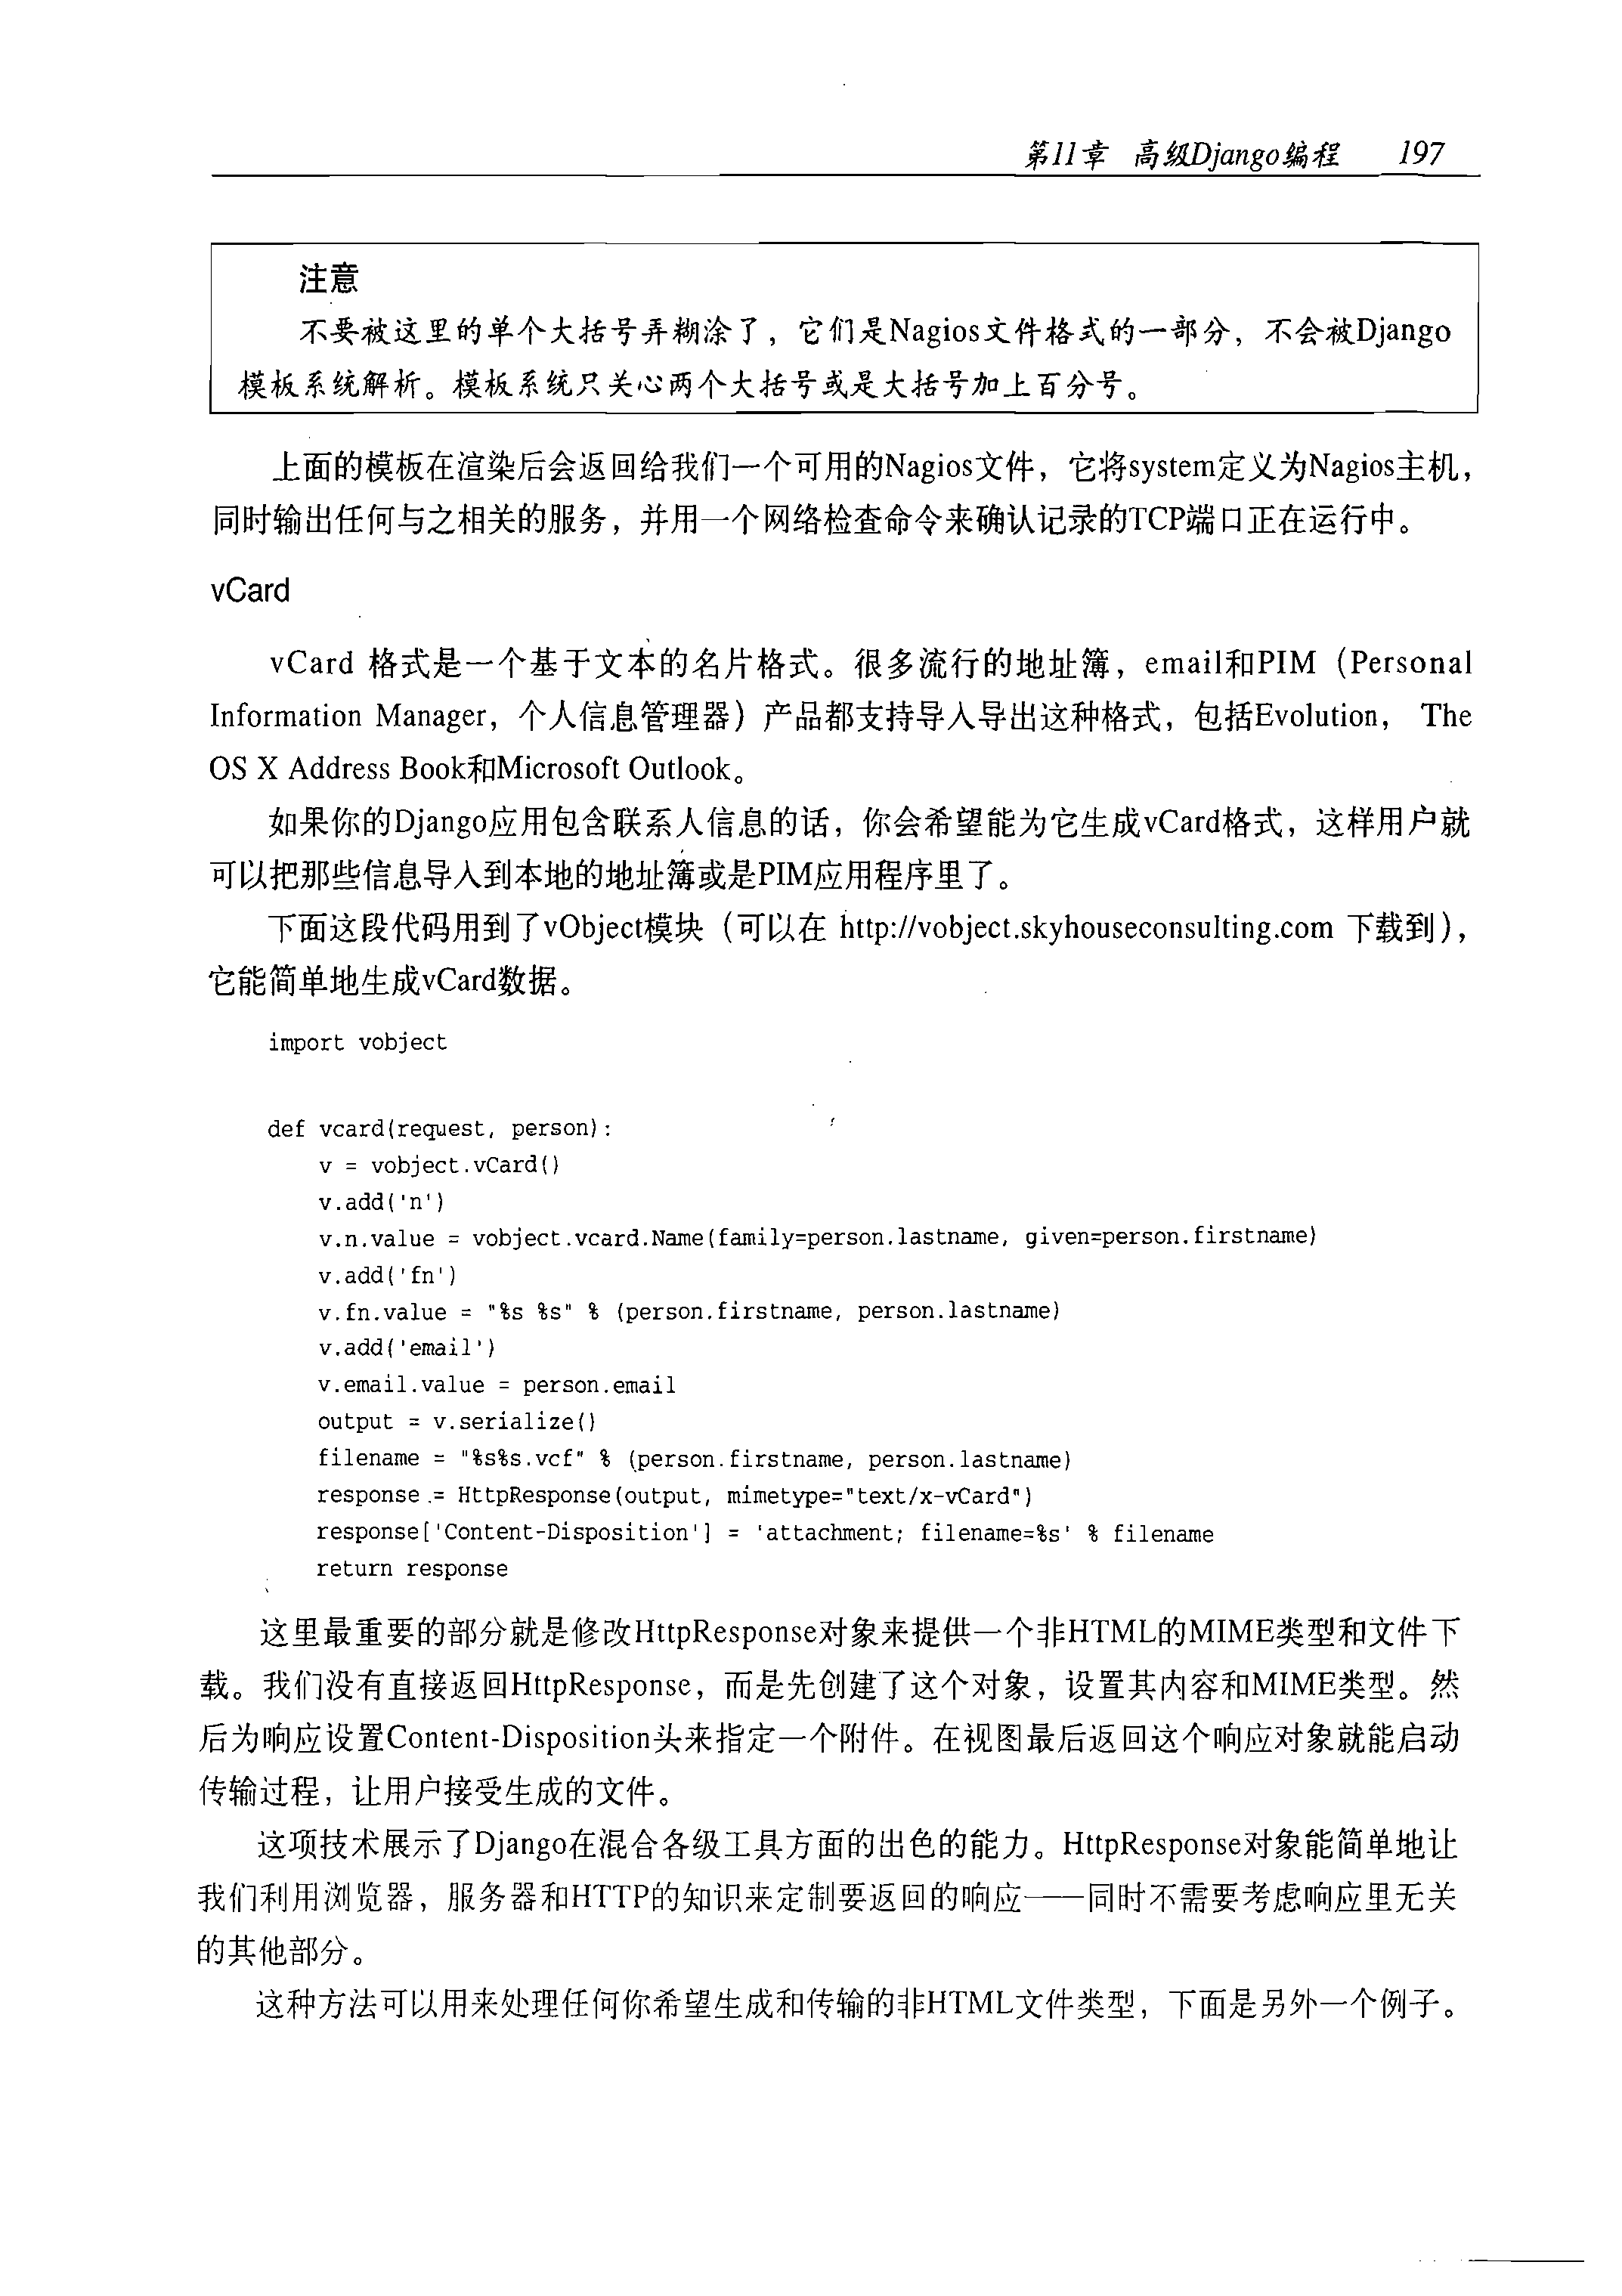 第11章 高级Django编程 197
注意
不要被这里的单个大括号弄糊涂了，它们是Nagios文件格式的一部分，不会被Django
模板系统解析。模板系统只关心两个大括号或是大括号加上百分号。
上面的模板在渲染后会返回给我们一个可用的Nagios文件，它将system定义为Nagios主机，
同时输出任何与之相关的服务，并用一个网络检查命令来确认记录的TCP端口正在运行中。
vCard
vCard 格式是一个基于文本的名片格式。很多流行的地址簿，email和PIM（Personal
Information Manager，个人信息管理器）产品都支持导入导出这种格式，包括Evolution， The
OS X Address Book和Microsoft Outlook。
如果你的Django应用包含联系人信息的话，你会希望能为它生成vCard格式，这样用户就
可以把那些信息导入到本地的地址簿或是PIM应用程序里了。
下面这段代码用到了vObject模块（可以在 http://vobject.skyhouseconsulting.com 下载到），
它能简单地生成vCard数据。
import vobject
def vcard(request, person):
    v = vobject.vCard()
    v.add('n')
    v.n.value = vobject.vcard.Name(family=person.lastname, given=person.firstname)
    v.add('fn')
    v.fn.value = "%s %s" % (person.firstname, person.lastname)
    v.add('email')
    v.email.value = person.email
    output = v.serialize()
    filename = "%s%s.vcf" % (person.firstname, person.lastname)
    response = HttpResponse(output, mimetype="text/x-vCard")
    response['Content-Disposition'] = 'attachment; filename=%s' % filename
    return response
这里最重要的部分就是修改HttpResponse对象来提供一个非HTML的MIME类型和文件下
载。我们没有直接返回HttpResponse，而是先创建了这个对象，设置其内容和MIME类型。然
后为响应设置Content-Disposition头来指定一个附件。在视图最后返回这个响应对象就能启动
传输过程，让用户接受生成的文件。
这项技术展示了Django在混合各级工具方面的出色的能力。HttpResponse对象能简单地让
我们利用浏览器，服务器和HTTP的知识来定制要返回的响应——同时不需要考虑响应里无关
的其他部分。
这种方法可以用来处理任何你希望生成和传输的非HTML文件类型，下面是另外一个例子。